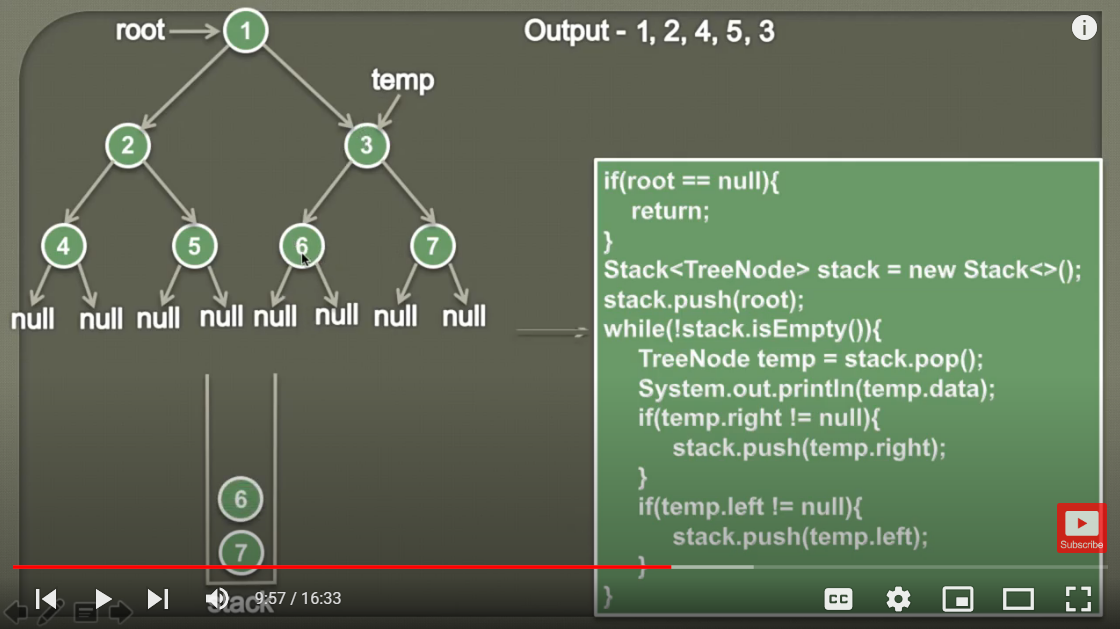 root
1
Output - 1, 2, 4, 5, 3
i
temp
2
3
4
5
6
7
null null null null null null null null
if(root == null){
return;
}
Stack<TreeNode> stack = new Stack<>();
stack.push(root);
while(!stack.isEmpty()){
TreeNode temp = stack.pop();
System.out.println(temp.data);
if(temp.right != null){
stack.push(temp.right);
}
if(temp.left != null){
stack.push(temp.left);
}
}
6
7
stack
Subscribe
9:57 / 16:33
CC